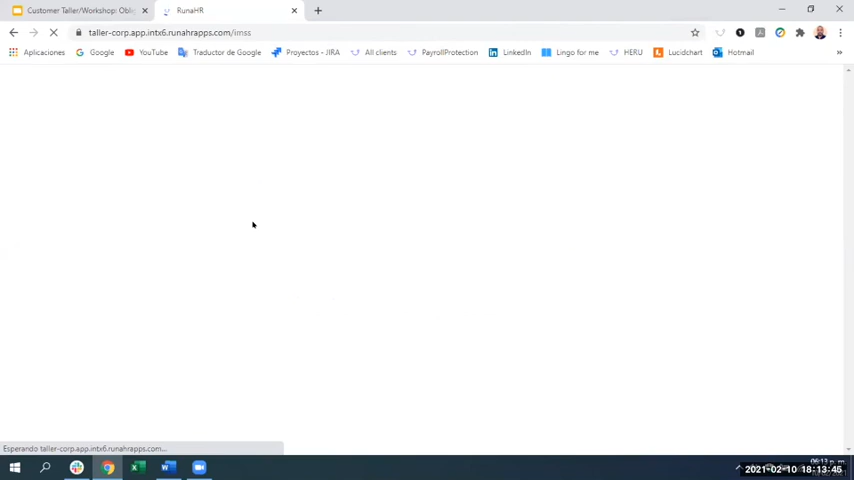 Customer Taller/Workshop: Oblig
RunaHR
taller-corp.app.intx6.runahrapps.com/imss
Aplicaciones
Google
YouTube
Traductor de Google
Proyectos - JIRA
All clients
PayrollProtection
LinkedIn
Lingo for me
HERU
Lucidchart
Hotmail
Esperando taller-corp.app.intx6.runahrapps.com...
06:13 p. m.
2021-02-10 18:13:45